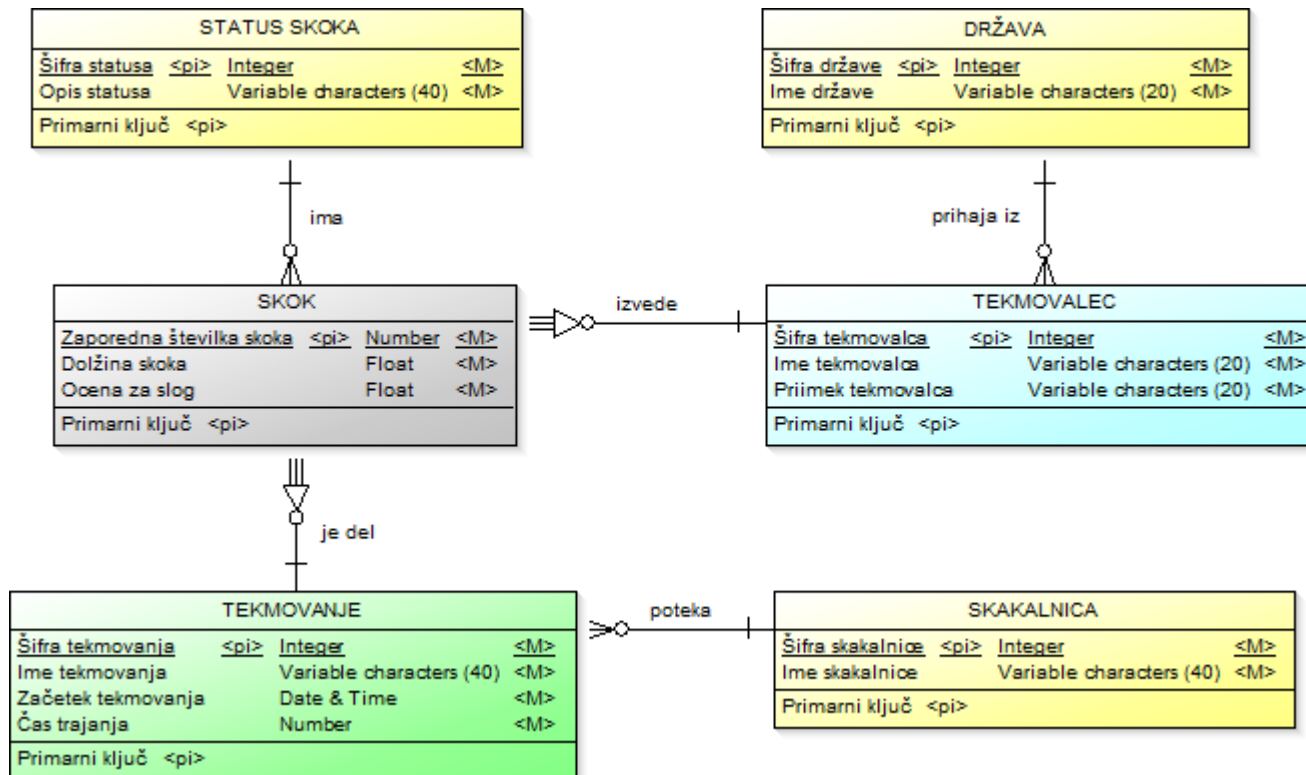 STATUS SKOKA
Šifra statusa <pi> Integer <M>
Opis statusa Variable characters (40) <M>
Primarni ključ <pi>
DRŽAVA
Šifra države <pi> Integer <M>
Ime države Variable characters (20) <M>
Primarni ključ <pi>
ima
prihaja iz
SKOK
Zaporedna številka skoka <pi> Number <M>
Dolžina skoka Float <M>
Ocena za slog Float <M>
Primarni ključ <pi>
izvede
TEKMOVALEC
Šifra tekmovalca <pi> Integer <M>
Ime tekmovalca Variable characters (20) <M>
Priimek tekmovalca Variable characters (20) <M>
Primarni ključ <pi>
je del
TEKMOVANJE
Šifra tekmovanja <pi> Integer <M>
Ime tekmovanja Variable characters (40) <M>
Začetek tekmovanja Date & Time <M>
Čas trajanja Number <M>
Primarni ključ <pi>
poteka
SKAKALNICA
Šifra skakalnice <pi> Integer <M>
Ime skakalnice Variable characters (40) <M>
Primarni ključ <pi>